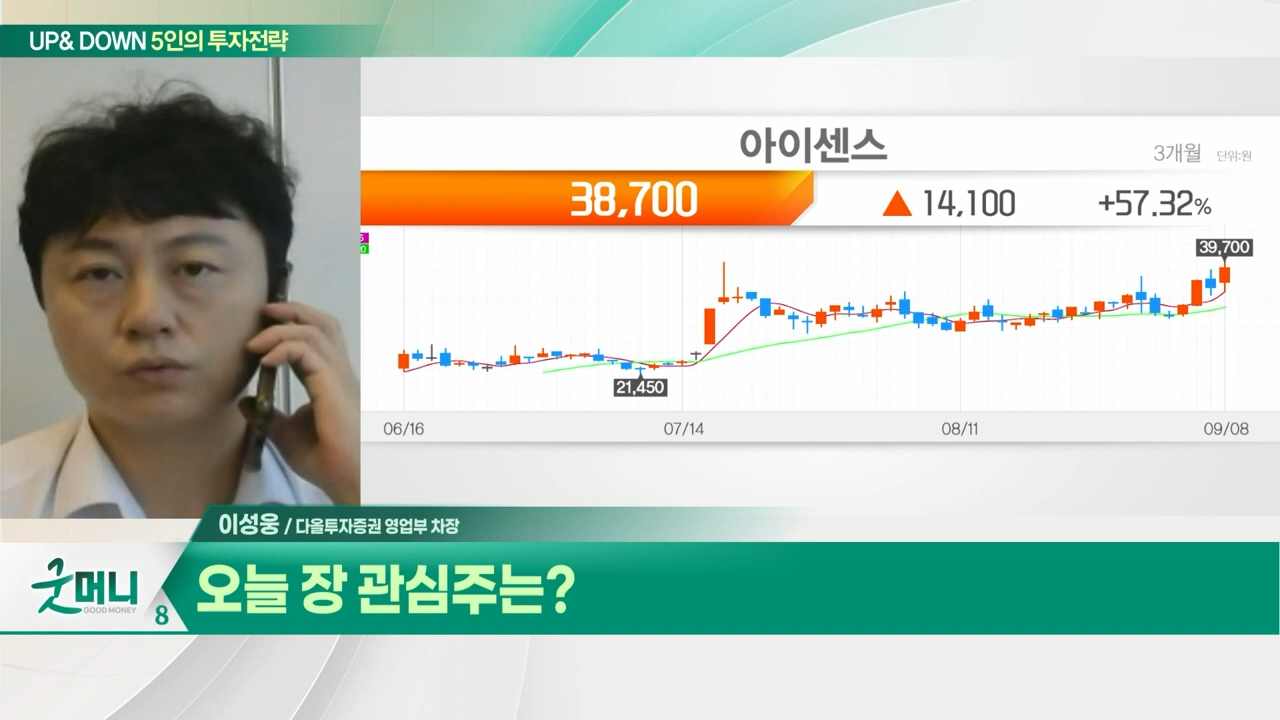 UP& DOWN 5인의 투자전략
아이센스
3개월 단위:원
38,700 ▲ 14,100 +57.32%
5
0
39,700
21,450
06/16 07/14 08/11 09/08
이성웅 / 다올투자증권 영업부 차장
굿머니
GOOD MONEY
8
오늘 장 관심주는?